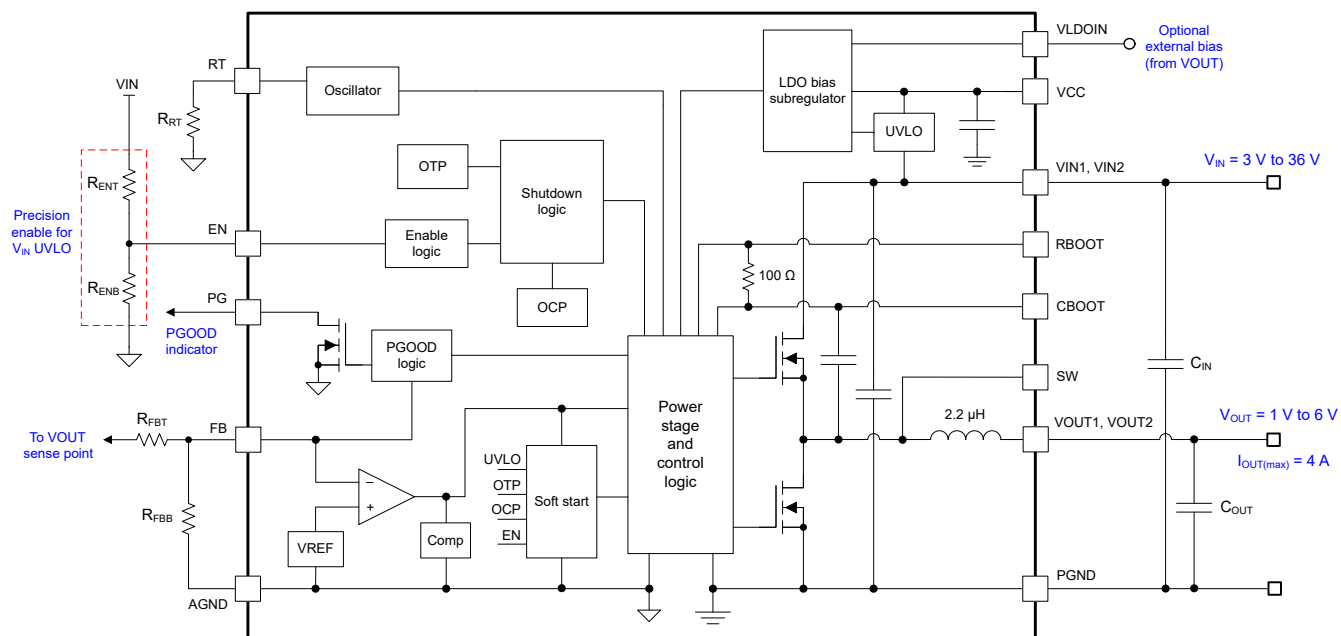 VLDOIN
Optional
external bias
(from VOUT)
RT
VIN
Oscillator
LDO bias
subregulator
VCC
RRT
UVLO
OTP
Shutdown
logic
VIN1, VIN2
VIN = 3 V to 36 V
RENT
Precision
enable for
VIN UVLO
EN
Enable
logic
RBOOT
100 Ω
RENB
OCP
CBOOT
PG
PGOOD
indicator
PGOOD
logic
CIN
SW
Power
stage
and
control
logic
2.2 µH
VOUT1, VOUT2
VOUT = 1 V to 6 V
IOUT(max) = 4 A
To VOUT
sense point
RFBT
FB
UVLO
OTP
OCP
EN
Soft start
−
+
RFBB
VREF
Comp
COUT
AGND
PGND